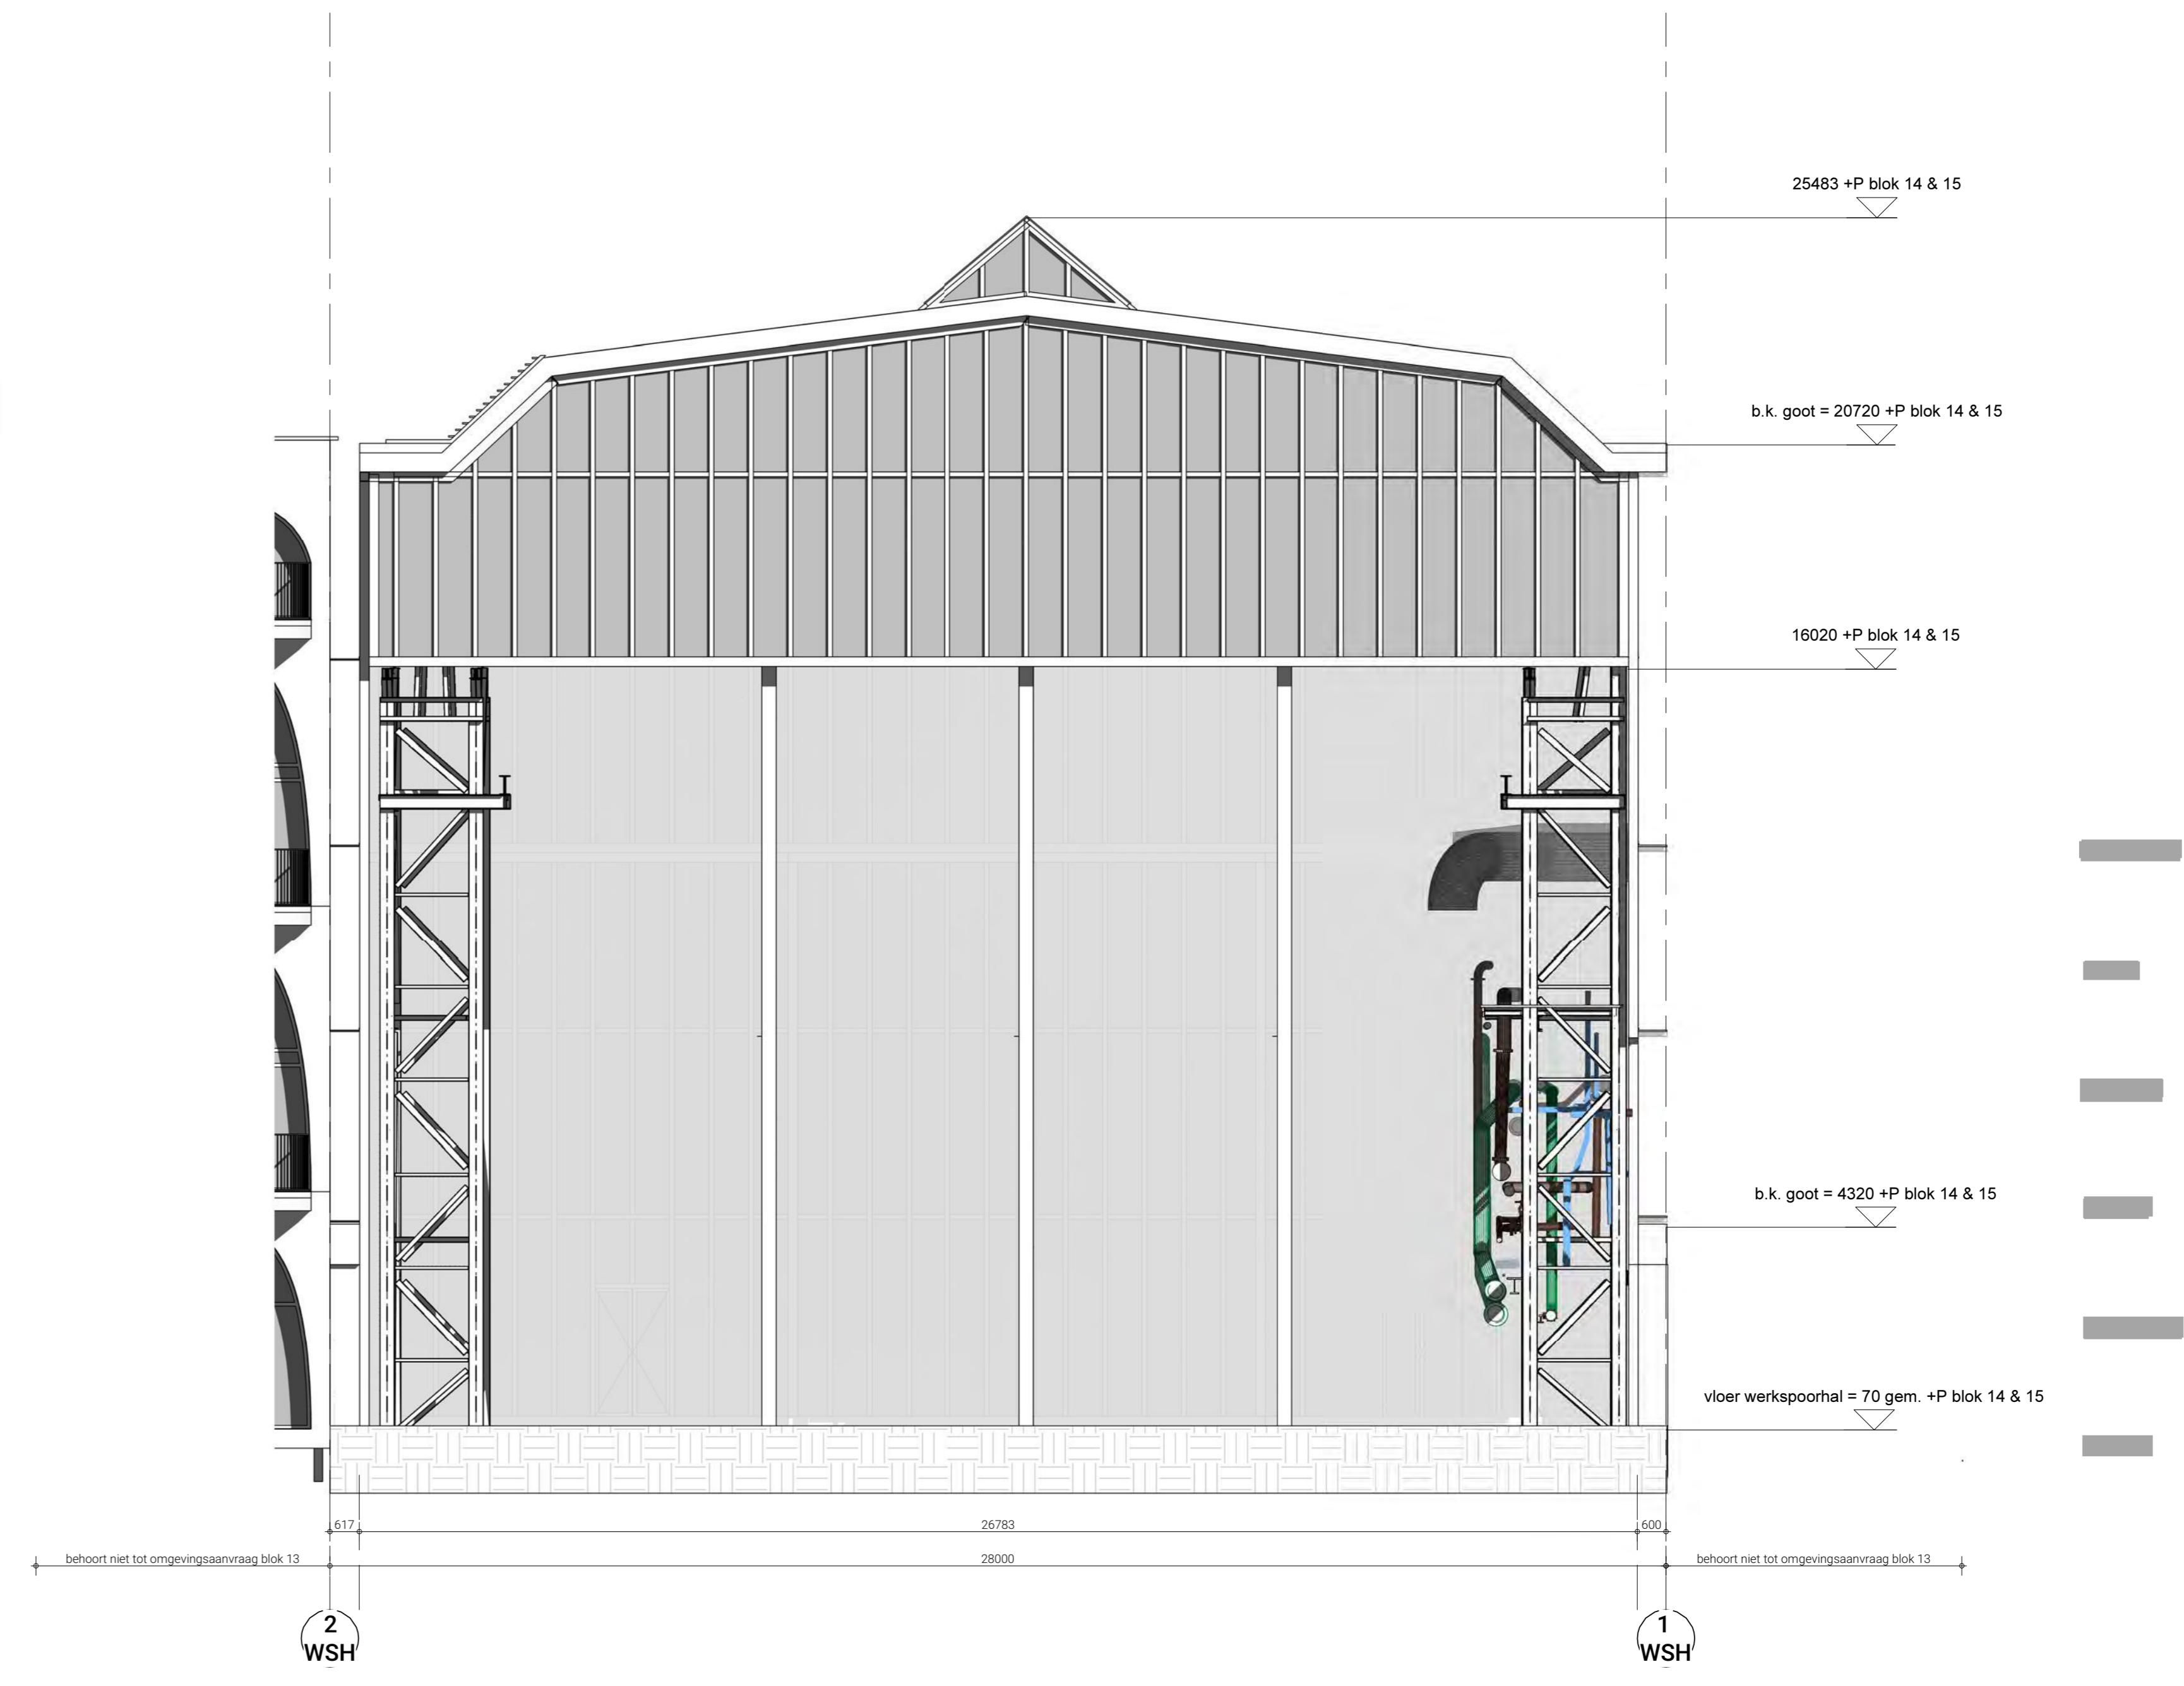 25483 +P blok 14 & 15
b.k. goot = 20720 +P blok 14 & 15
16020 +P blok 14 & 15
b.k. goot = 4320 +P blok 14 & 15
vloer werkspoorhal = 70 gem. +P blok 14 & 15
617 26783 600
behoort niet tot omgevingsaanvraag blok 13 28000 behoort niet tot omgevingsaanvraag blok 13
2 1
WSH WSH